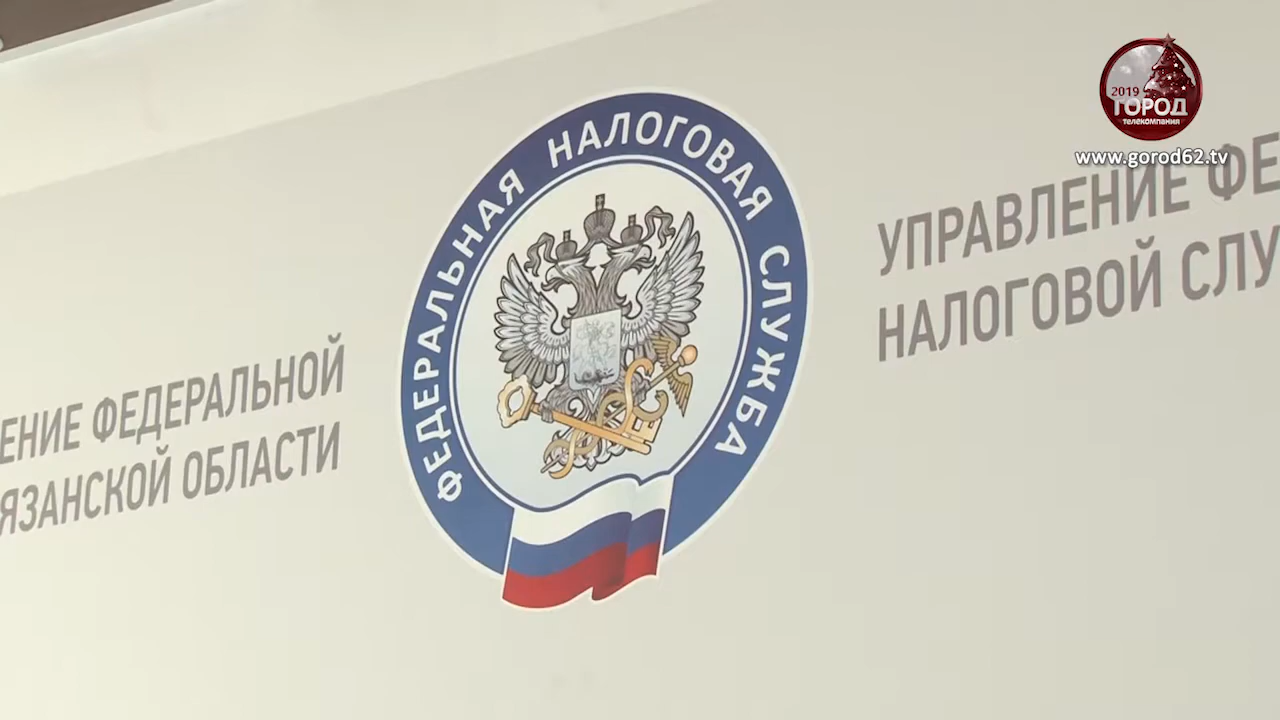 2019
ГОРОД
телекомпания
www.gorod62.tv
ФЕДЕРАЛЬНАЯ НАЛОГОВАЯ СЛУЖБА
УПРАВЛЕНИЕ ФЕ
НАЛОГОВОЙ СЛУ
ЕНИЕ ФЕДЕРАЛЬНОЙ
ЯЗАНСКОЙ ОБЛАСТИ